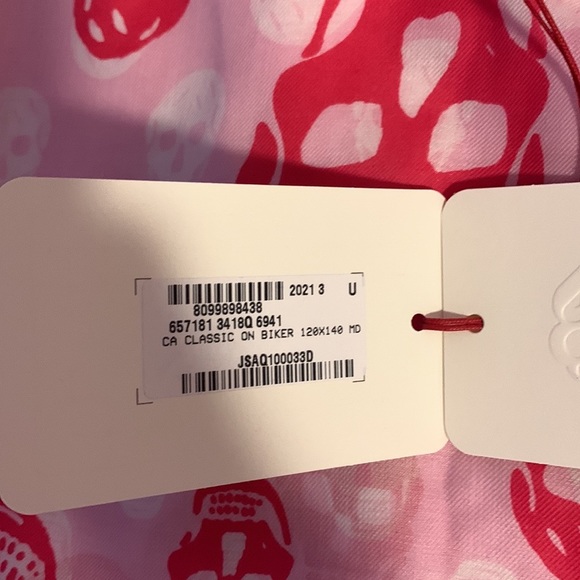 2021 3 U
8099898438
657181 3418Q 6941
CA CLASSIC ON BIKER 120X140 MD
JSAQ100033D